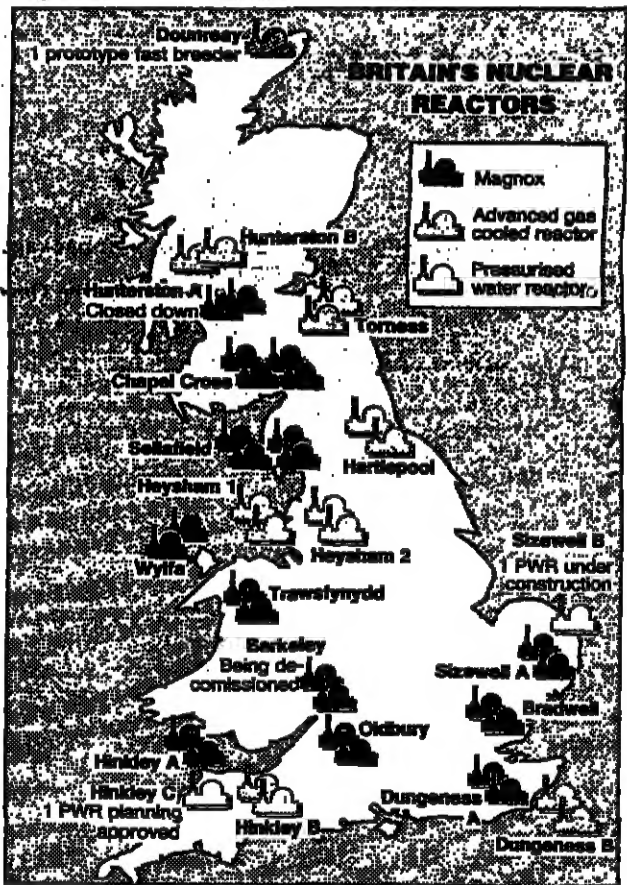 Dounreay
1 prototype fast breeder
BRITAIN'S NUCLEAR
REACTORS
Magnox
Advanced gas
cooled reactor
Pressurised
water reactor
Hunterston B
Hunterston A
Closed down
Torness
Chapel Cross
Sellafield
Hartlepool
Heysham 1
Heysham 2
Wylfa
Sizewell B
1 PWR under
construction
Trawsfynydd
Berkeley
Being de-
comissioned
Sizewell A
Bradwell
Oldbury
Hinkley A
Hinkley C
1 PWR planning
approved
Hinkley B
Dungeness
A
Dungeness B